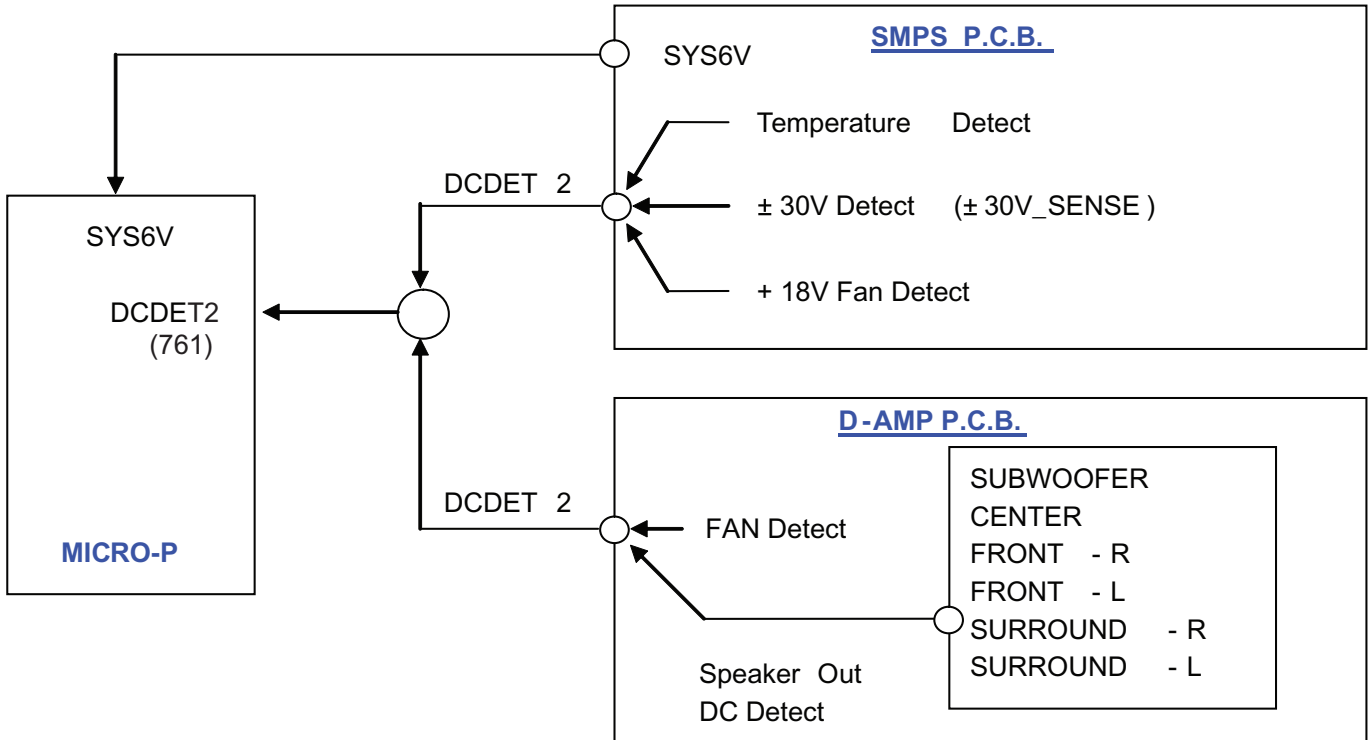 SMPS P.C.B.
SYS6V
Temperature Detect
DCDET 2
± 30V Detect (± 30V_SENSE )
+ 18V Fan Detect
SYS6V
DCDET2
(761)
MICRO-P
D-AMP P.C.B.
DCDET 2
FAN Detect
Speaker Out
DC Detect
SUBWOOFER
CENTER
FRONT - R
FRONT - L
SURROUND - R
SURROUND - L